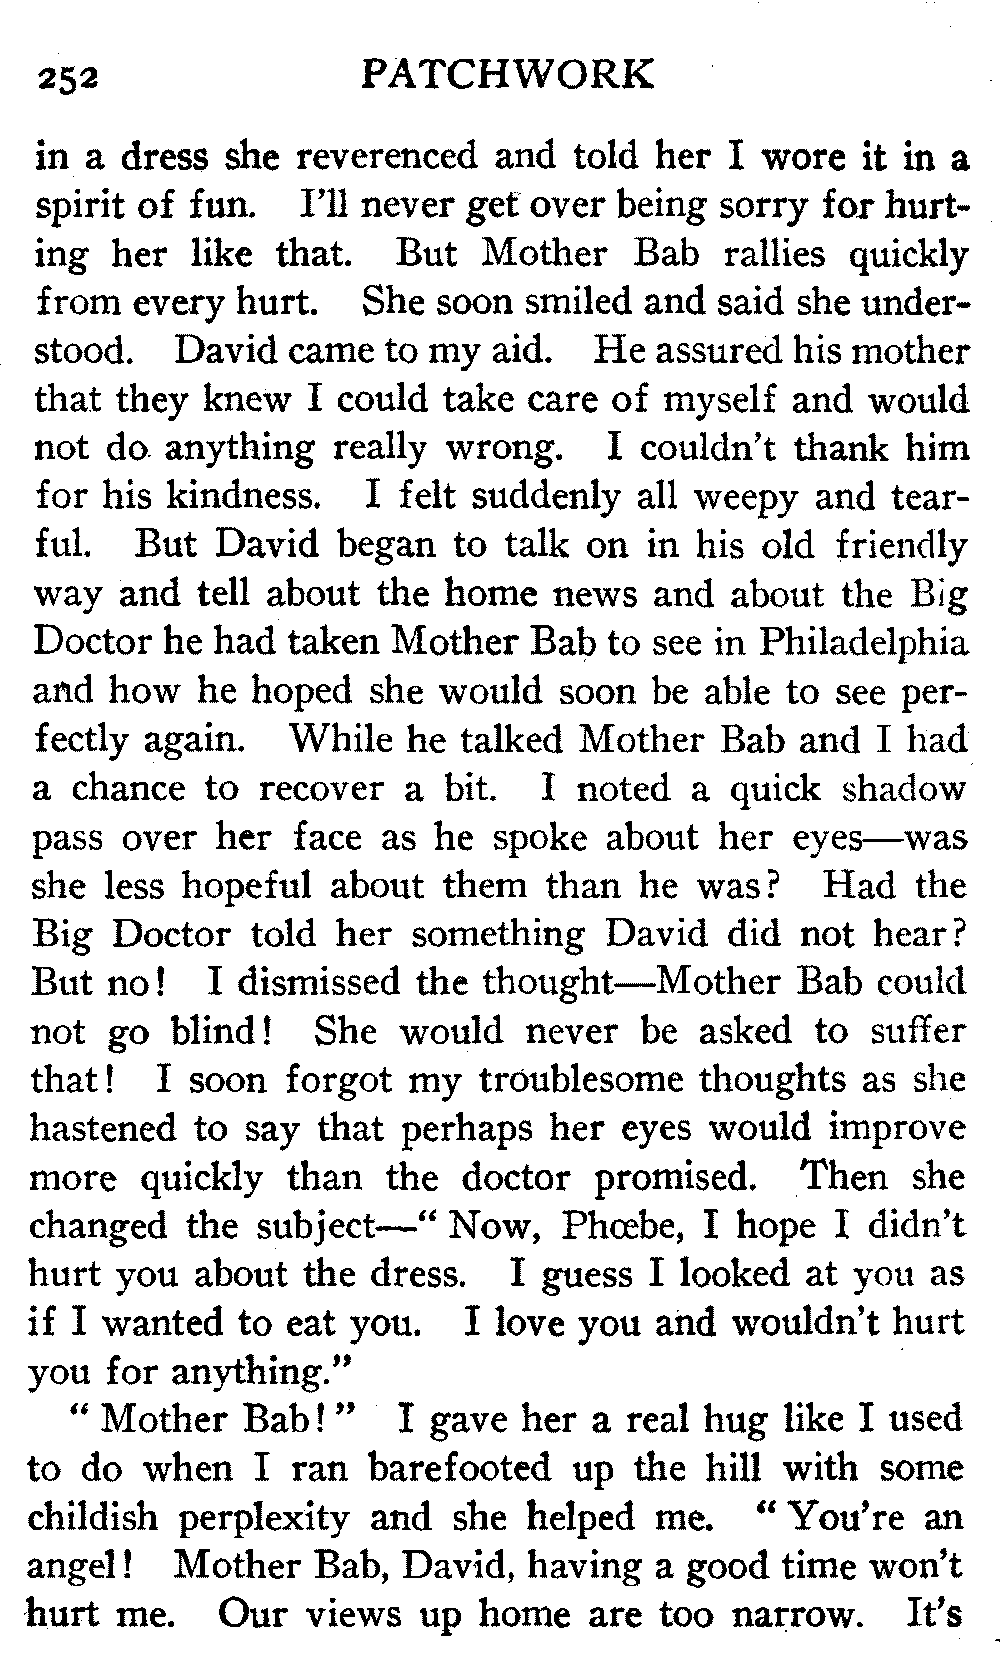 252 PATCHWORK
in a dress she reverenced and told her I wore it in a
spirit of fun. I'll never get over being sorry for hurt-
ing her like that. But Mother Bab rallies quickly
from every hurt. She soon smiled and said she under-
stood. David came to my aid. He assured his mother
that they knew I could take care of myself and would
not do anything really wrong. I couldn't thank him
for his kindness. I felt suddenly all weepy and tear-
ful. But David began to talk on in his old friendly
way and tell about the home news and about the Big
Doctor he had taken Mother Bab to see in Philadelphia
and how he hoped she would soon be able to see per-
fectly again. While he talked Mother Bab and I had
a chance to recover a bit. I noted a quick shadow
pass over her face as he spoke about her eyes—was
she less hopeful about them than he was? Had the
Big Doctor told her something David did not hear?
But no! I dismissed the thought—Mother Bab could
not go blind! She would never be asked to suffer
that! I soon forgot my troublesome thoughts as she
hastened to say that perhaps her eyes would improve
more quickly than the doctor promised. Then she
changed the subject—“ Now, Phœbe, I hope I didn't
hurt you about the dress. I guess I looked at you as
if I wanted to eat you. I love you and wouldn't hurt
you for anything.”
“ Mother Bab! ” I gave her a real hug like I used
to do when I ran barefooted up the hill with some
childish perplexity and she helped me. “ You're an
angel! Mother Bab, David, having a good time won't
hurt me. Our views up home are too narrow. It's